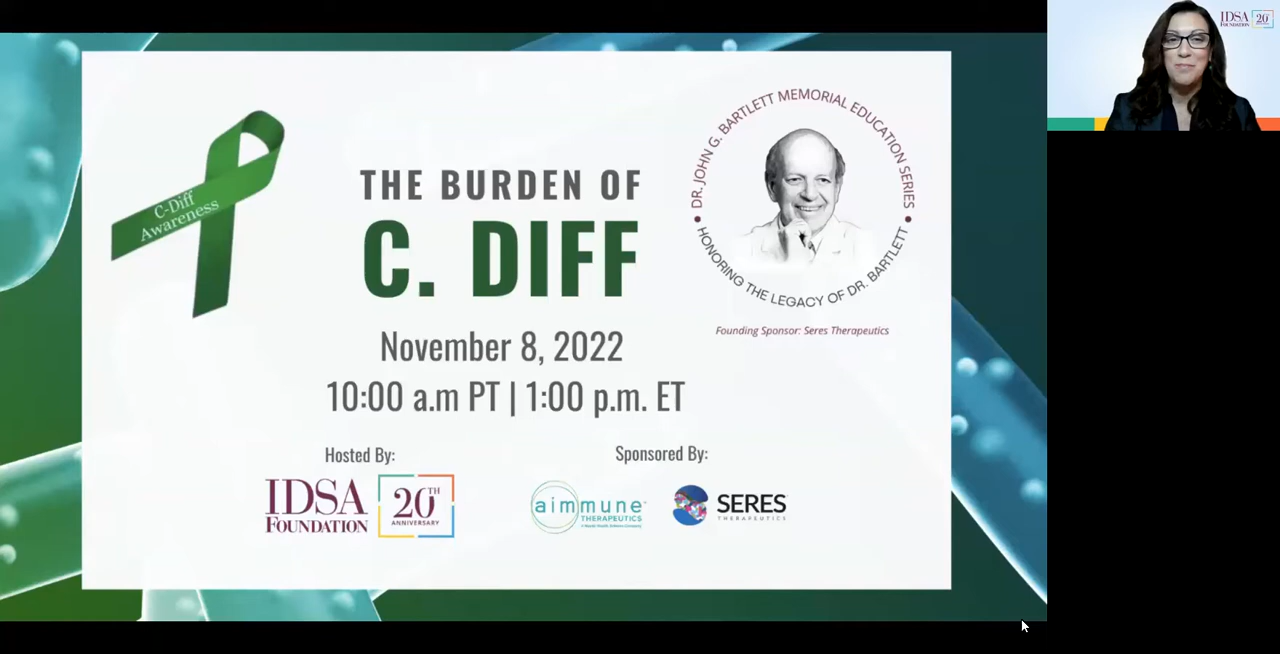 C-Diff
Awareness
THE BURDEN OF
C. DIFF
November 8, 2022
10:00 a.m PT | 1:00 p.m. ET
DR. JOHN G. BARTLETT MEMORIAL EDUCATION SERIES
• HONORING THE LEGACY OF DR. BARTLETT •
Founding Sponsor: Seres Therapeutics
Hosted By:
IDSA
FOUNDATION
20TH
ANNIVERSARY
Sponsored By:
aimmune
THERAPEUTICS
SERES
THERAPEUTICS
IDSA
FOUNDATION
20